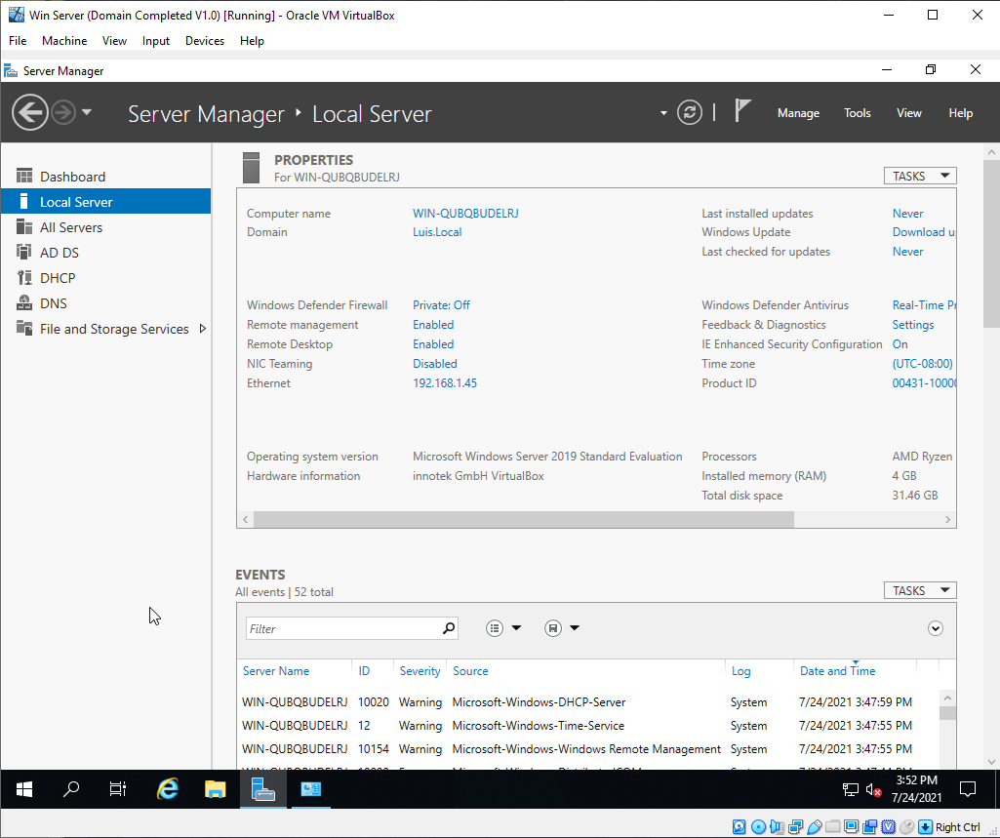 Win Server (Domain Completed V1.0) [Running] - Oracle VM VirtualBox
File Machine View Input Devices Help
Server Manager
Server Manager Local Server
Manage Tools View Help
Dashboard
Local Server
All Servers
AD DS
DHCP
DNS
File and Storage Services
PROPERTIES
For WIN-QUBQBUDELRJ
TASKS
Computer name WIN-QUBQBUDELRJ Last installed updates Never
Domain Luis.Local Windows Update Download u
Last checked for updates Never
Windows Defender Firewall Private: Off Windows Defender Antivirus Real-Time Pr
Remote management Enabled Feedback & Diagnostics Settings
Remote Desktop Enabled IE Enhanced Security Configuration On
NIC Teaming Disabled Time zone (UTC-08:00)
Ethernet 192.168.1.45 Product ID 00431-1000
Operating system version Microsoft Windows Server 2019 Standard Evaluation Processors AMD Ryzen
Hardware information innotek GmbH VirtualBox Installed memory (RAM) 4 GB
Total disk space 31.46 GB
EVENTS
All events | 52 total
TASKS
Filter
Server Name ID Severity Source Log Date and Time
WIN-QUBQBUDELRJ 10020 Warning Microsoft-Windows-DHCP-Server System 7/24/2021 3:47:59 PM
WIN-QUBQBUDELRJ 12 Warning Microsoft-Windows-Time-Service System 7/24/2021 3:47:55 PM
WIN-QUBQBUDELRJ 10154 Warning Microsoft-Windows-Windows Remote Management System 7/24/2021 3:47:55 PM
3:52 PM
7/24/2021
Right Ctrl